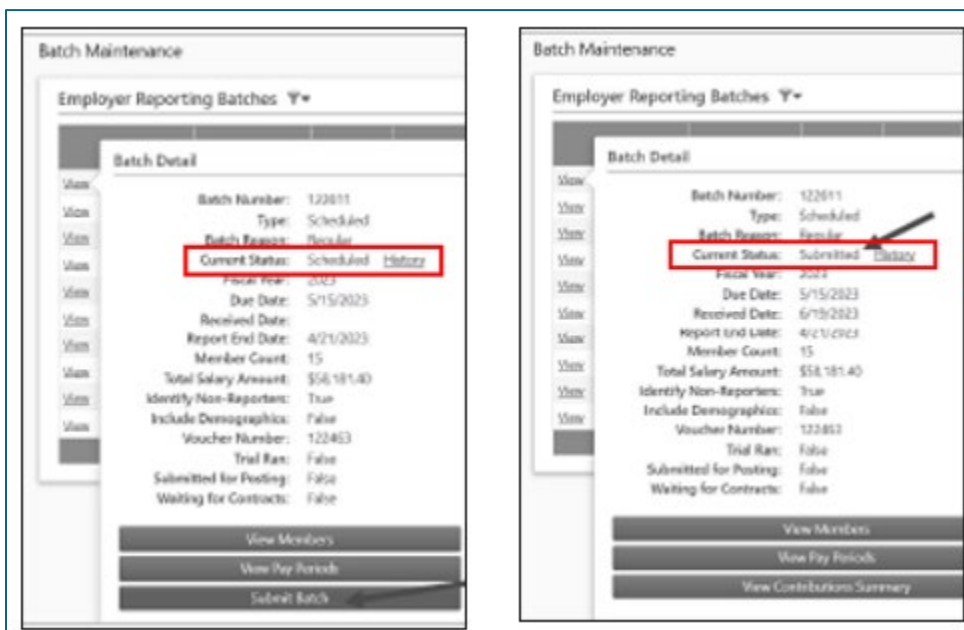 Batch Maintenance
Employer Reporting Batches
Batch Detail
View
View
View
View
View
View
View
View
View
View
Batch Number: 122611
Type: Scheduled
Batch Reason: Regular
Current Status: Scheduled History
Fiscal Year: 2023
Due Date: 5/15/2023
Received Date:
Report End Date: 4/21/2023
Member Count: 15
Total Salary Amount: $58,181.40
Identify Non-Reporters: True
Include Demographics: False
Voucher Number: 122463
Trial Ran: False
Submitted for Posting: False
Waiting for Contracts: False
View Members
View Pay Periods
Submit Batch
Batch Maintenance
Employer Reporting Batches
Batch Detail
View
View
View
View
View
View
View
View
View
View
Batch Number: 122611
Type: Scheduled
Batch Reason: Regular
Current Status: Submitted History
Fiscal Year: 2023
Due Date: 5/15/2023
Received Date: 6/19/2023
Report End Date: 4/21/2023
Member Count: 15
Total Salary Amount: $58,181.40
Identify Non-Reporters: True
Include Demographics: False
Voucher Number: 122463
Trial Ran: False
Submitted for Posting: False
Waiting for Contracts: False
View Members
View Pay Periods
View Contributions Summary